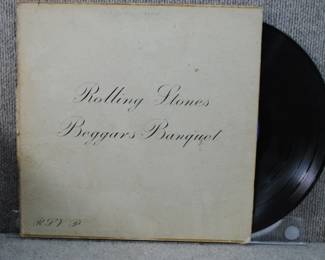 Rolling Stones
Beggars Banquet
R.S.V.P.